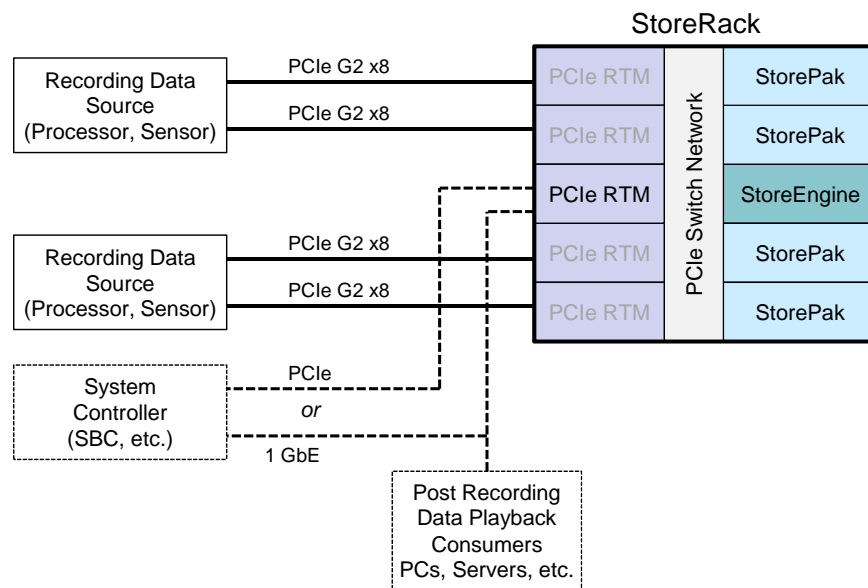 StoreRack
Recording Data
Source
(Processor, Sensor)
PCIe G2 x8
PCIe G2 x8
PCIe RTM
StorePak
PCIe RTM
StorePak
PCIe RTM
StoreEngine
PCIe Switch Network
Recording Data
Source
(Processor, Sensor)
PCIe G2 x8
PCIe G2 x8
PCIe RTM
StorePak
PCIe RTM
StorePak
System
Controller
(SBC, etc.)
PCIe
or
1 GbE
Post Recording
Data Playback
Consumers
PCs, Servers, etc.